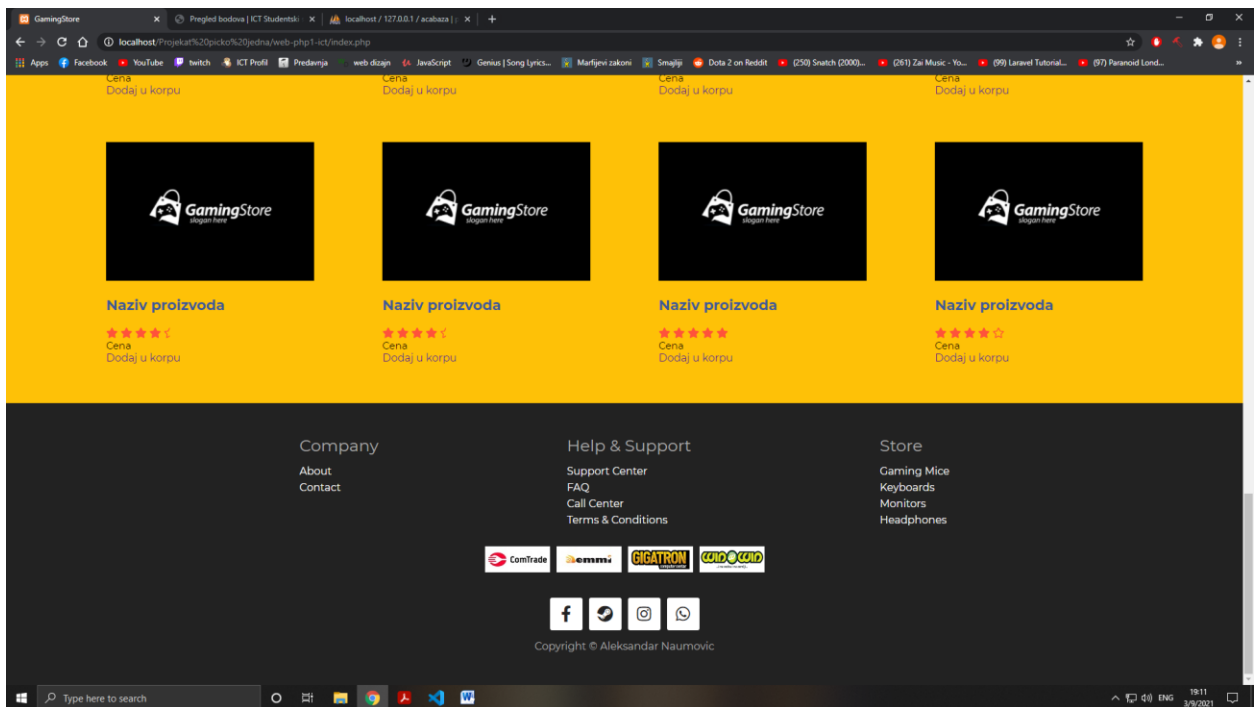 GamingStore
Pregled bodova | ICT Studentski
localhost / 127.0.0.1 / acabaza |
localhost/Projekat%20picko%20jedna/web-php1-ict/index.php
Apps Facebook YouTube twitch ICT Profil Predavnja web dizajn JavaScript Genius | Song Lyrics... Marfijevi zakoni Smajliji Dota 2 on Reddit (250) Snatch (2000)... (261) Zai Music - Yo... (99) Laravel Tutorial... (97) Paranoid Lond...
Cena Cena Cena Cena
Dodaj u korpu Dodaj u korpu Dodaj u korpu Dodaj u korpu
GamingStore GamingStore GamingStore GamingStore
slogan here slogan here slogan here slogan here
Naziv proizvoda Naziv proizvoda Naziv proizvoda Naziv proizvoda
Cena Cena Cena Cena
Dodaj u korpu Dodaj u korpu Dodaj u korpu Dodaj u korpu
Company
About
Contact
Help & Support
Support Center
FAQ
Call Center
Terms & Conditions
Store
Gaming Mice
Keyboards
Monitors
Headphones
ComTrade emmi GIGATRON WIN WIN
Copyright © Aleksandar Naumovic
Type here to search
ENG
19:11
3/9/2021